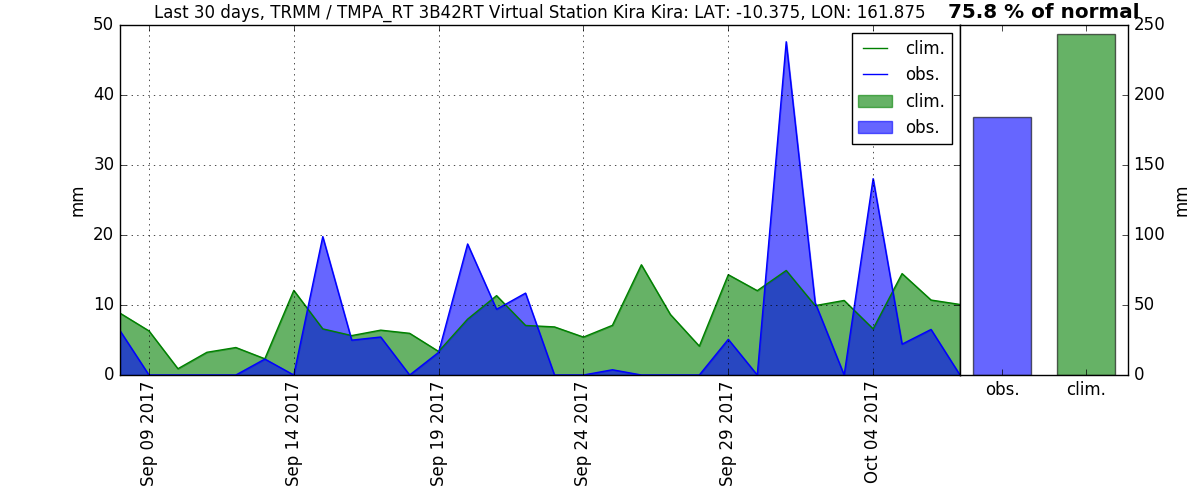 Last 30 days, TRMM / TMPA_RT 3B42RT Virtual Station Kira Kira: LAT: -10.375, LON: 161.875
75.8 % of normal
50
40
30
20
10
0
mm
clim.
obs.
clim.
obs.
250
200
150
100
50
0
mm
Sep 09 2017
Sep 14 2017
Sep 19 2017
Sep 24 2017
Sep 29 2017
Oct 04 2017
obs.
clim.